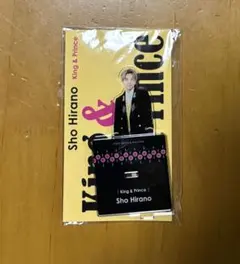 Sho Hirano
King & Prince
King
&
Prince
[ King & Prince ]
Sho Hirano